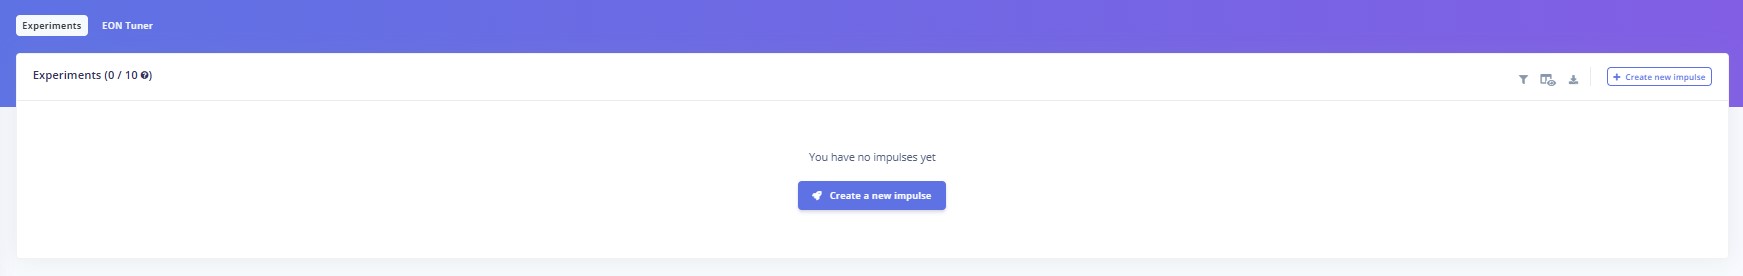 Experiments EON Tuner
Experiments (0 / 10 ?)
+ Create new impulse
You have no impulses yet
Create a new impulse